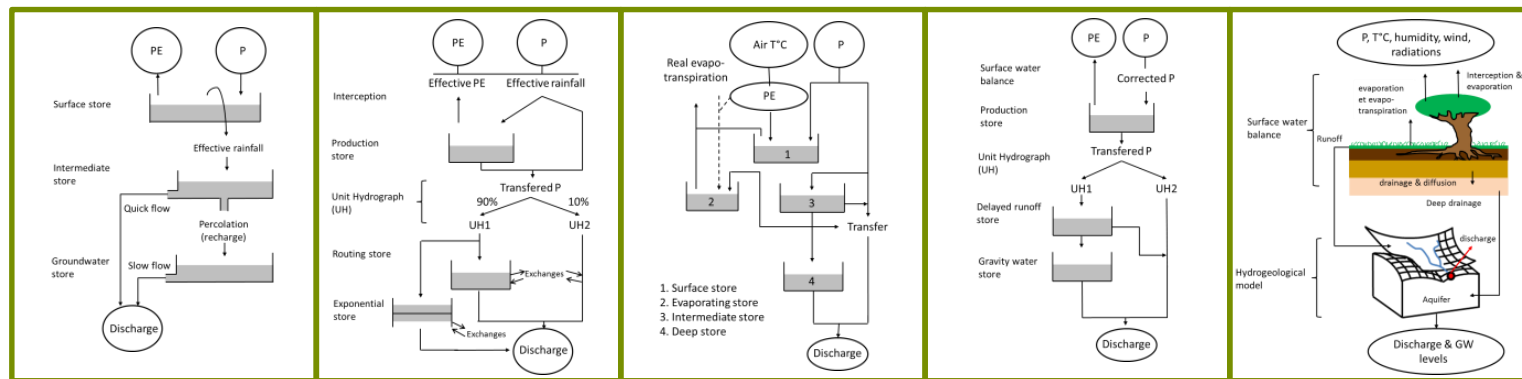 PE
P
Surface store
Effective rainfall
Intermediate
store
Quick flow
Percolation
(recharge)
Groundwater
store
Slow flow
Discharge
PE
P
Effective PE
Effective rainfall
Interception
Production
store
Transfered P
Unit Hydrograph
(UH)
90%
10%
UH1
UH2
Routing store
Exchanges
Exponential
store
Exchanges
Discharge
Air T°C
P
Real evapo-
transpiration
PE
1
2
3
Transfer
4
1. Surface store
2. Evaporating store
3. Intermediate store
4. Deep store
Discharge
PE
P
Surface water
balance
Corrected P
Production
store
Transfered P
Unit Hydrograph
(UH)
UH1
UH2
Delayed runoff
store
Gravity water
store
Discharge
P, T°C, humidity, wind,
radiations
Interception &
evaporation
evaporation
et evapo-
transpiration
Surface water
balance
Runoff
drainage & diffusion
Deep drainage
discharge
Hydrogeological
model
Aquifer
Discharge & GW
levels